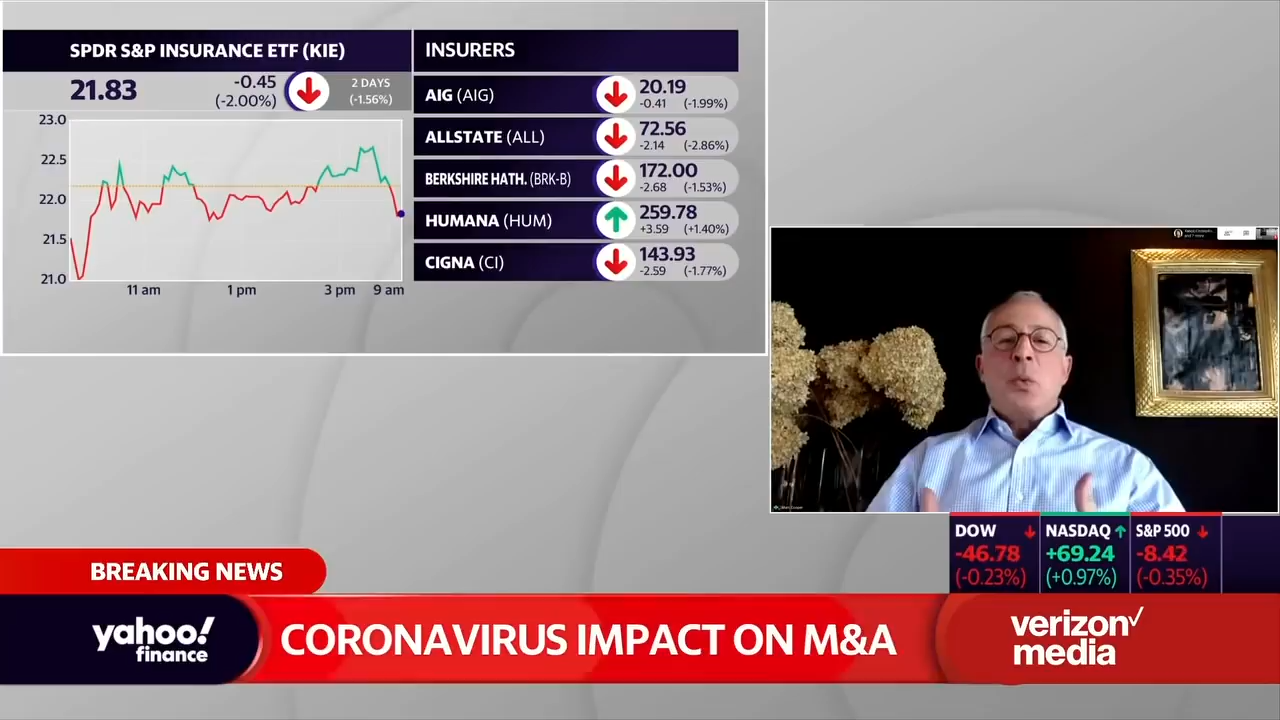 SPDR S&P INSURANCE ETF (KIE)
21.83
-0.45
(-2.00%)
2 DAYS
(-1.56%)
23.0
22.5
22.0
21.5
21.0
11 am
1 pm
3 pm
9 am
INSURERS
AIG (AIG)
20.19
-0.41 (-1.99%)
ALLSTATE (ALL)
72.56
-2.14 (-2.86%)
BERKSHIRE HATH. (BRK-B)
172.00
-2.68 (-1.53%)
HUMANA (HUM)
259.78
+3.59 (+1.40%)
CIGNA (CI)
143.93
-2.59 (-1.77%)
DOW
-46.78
(-0.23%)
NASDAQ
+69.24
(+0.97%)
S&P 500
-8.42
(-0.35%)
BREAKING NEWS
yahoo!
finance
CORONAVIRUS IMPACT ON M&A
verizon
media